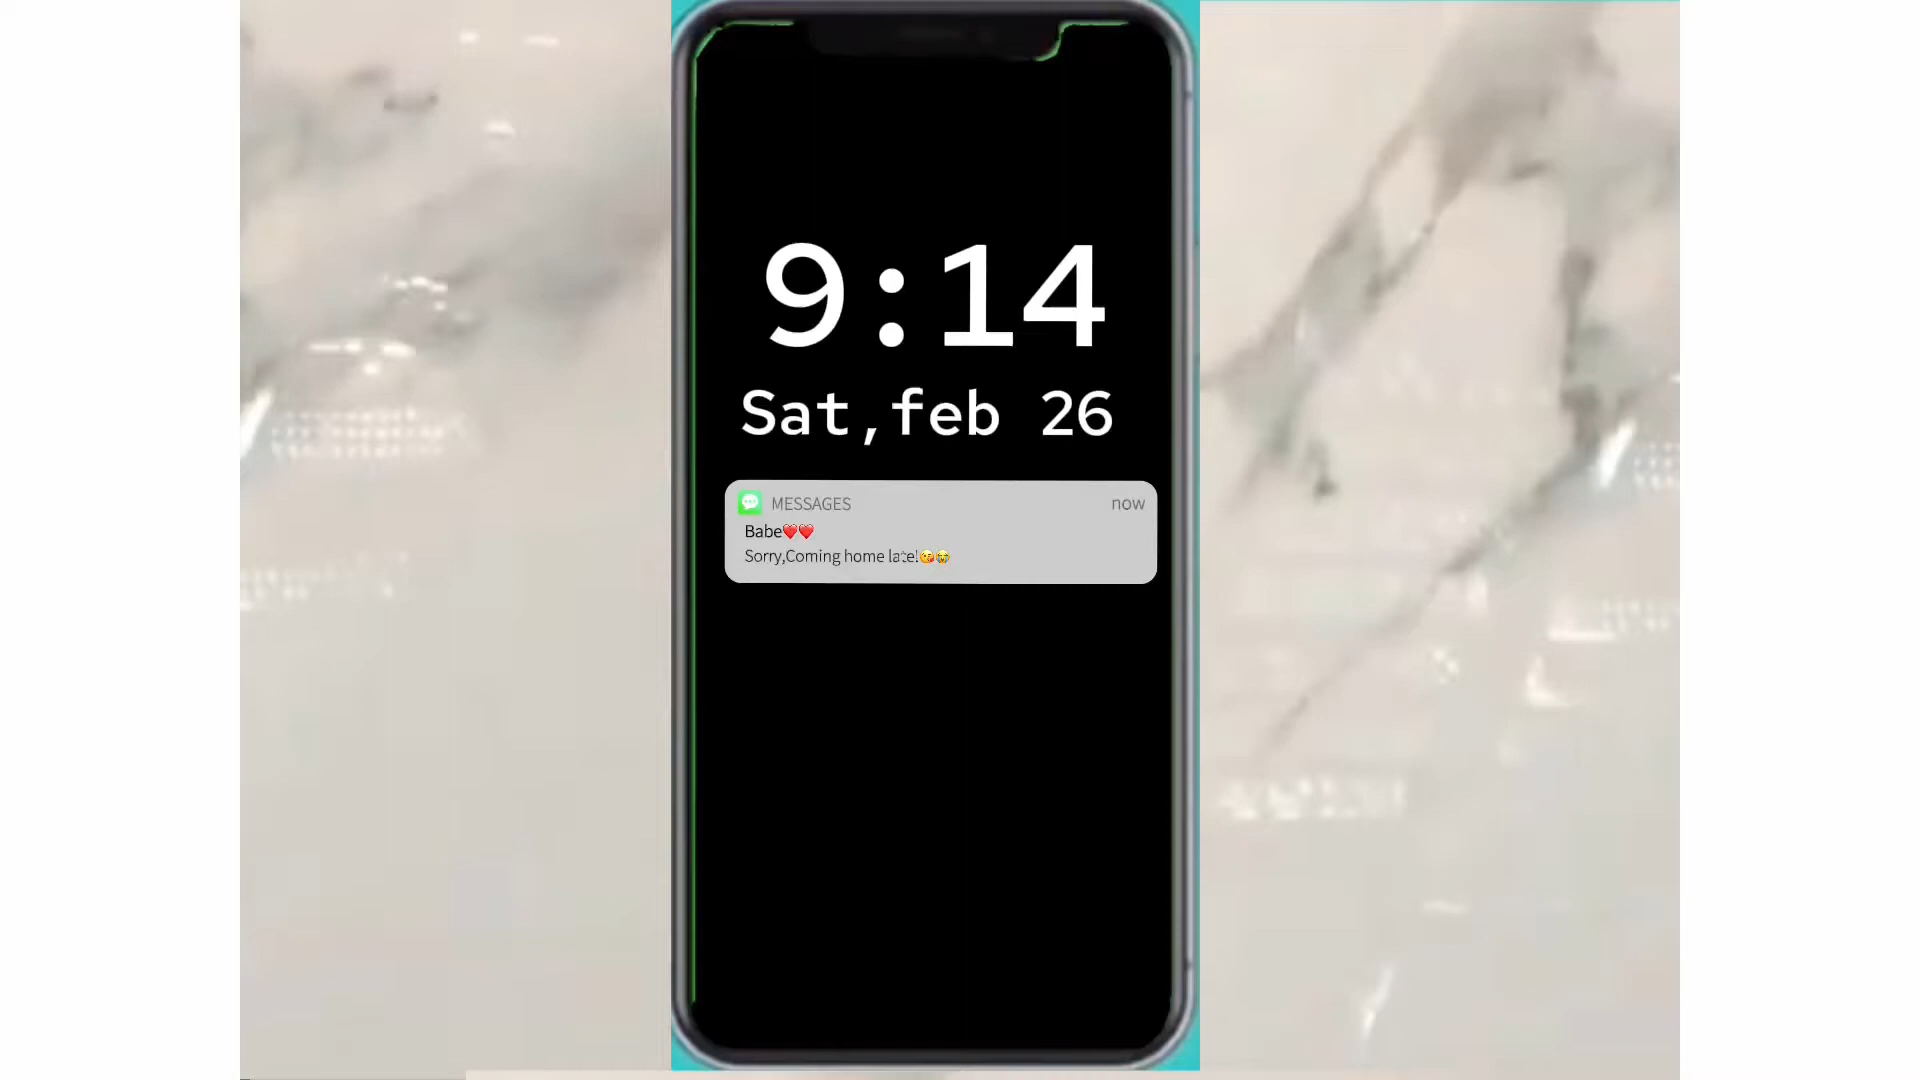 9:14
Sat,feb 26
MESSAGES now
Babe❤️❤️
Sorry,Coming home late!😘😭